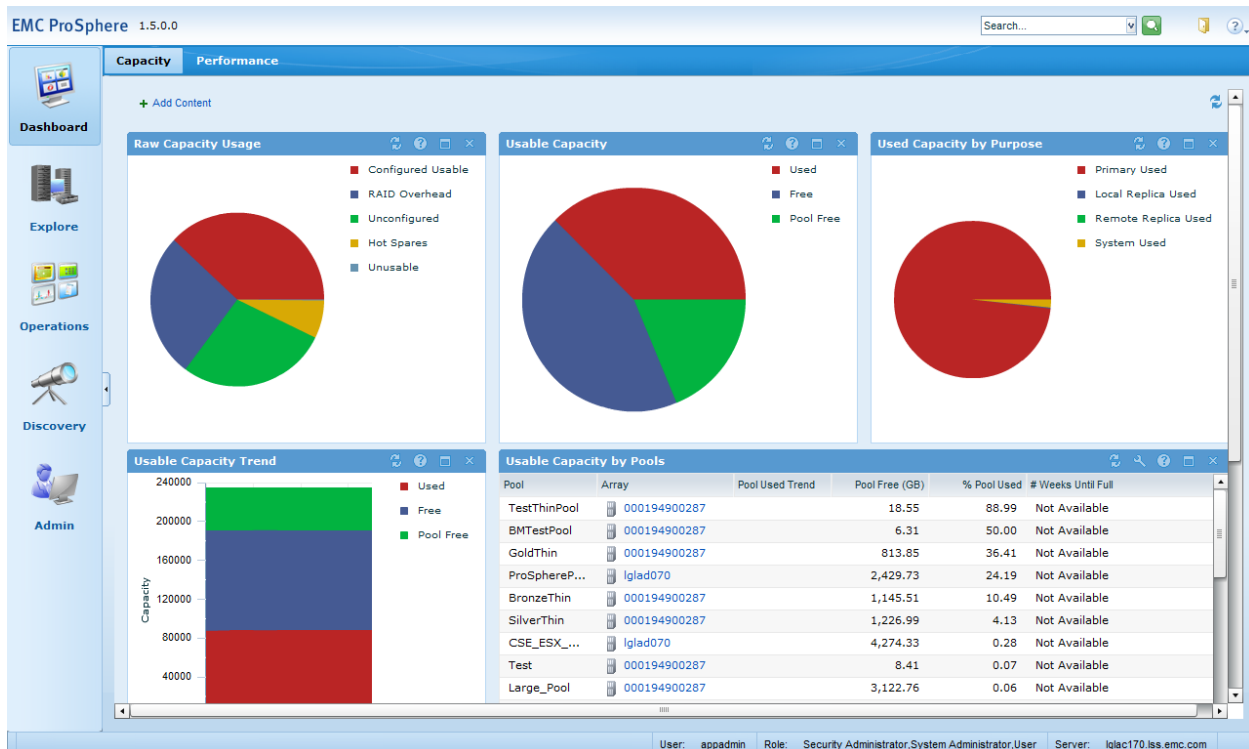 EMC ProSphere 1.5.0.0
Search...
Capacity Performance
Dashboard
Explore
Operations
Discovery
Admin
+ Add Content
Raw Capacity Usage
Configured Usable
RAID Overhead
Unconfigured
Hot Spares
Unusable
Usable Capacity
Used
Free
Pool Free
Used Capacity by Purpose
Primary Used
Local Replica Used
Remote Replica Used
System Used
Usable Capacity Trend
240000
200000
160000
120000
80000
40000
Capacity
Used
Free
Pool Free
Usable Capacity by Pools
Pool Array Pool Used Trend Pool Free (GB) % Pool Used # Weeks Until Full
TestThinPool 000194900287 18.55 88.99 Not Available
BMTestPool 000194900287 6.31 50.00 Not Available
GoldThin 000194900287 813.85 36.41 Not Available
ProSphereP... lglad070 2,429.73 24.19 Not Available
BronzeThin 000194900287 1,145.51 10.49 Not Available
SilverThin 000194900287 1,226.99 4.13 Not Available
CSE_ESX_... lglad070 4,274.33 0.28 Not Available
Test 000194900287 8.41 0.07 Not Available
Large_Pool 000194900287 3,122.76 0.06 Not Available
User: appadmin Role: Security Administrator,System Administrator,User Server: lglac170.lss.emc.com